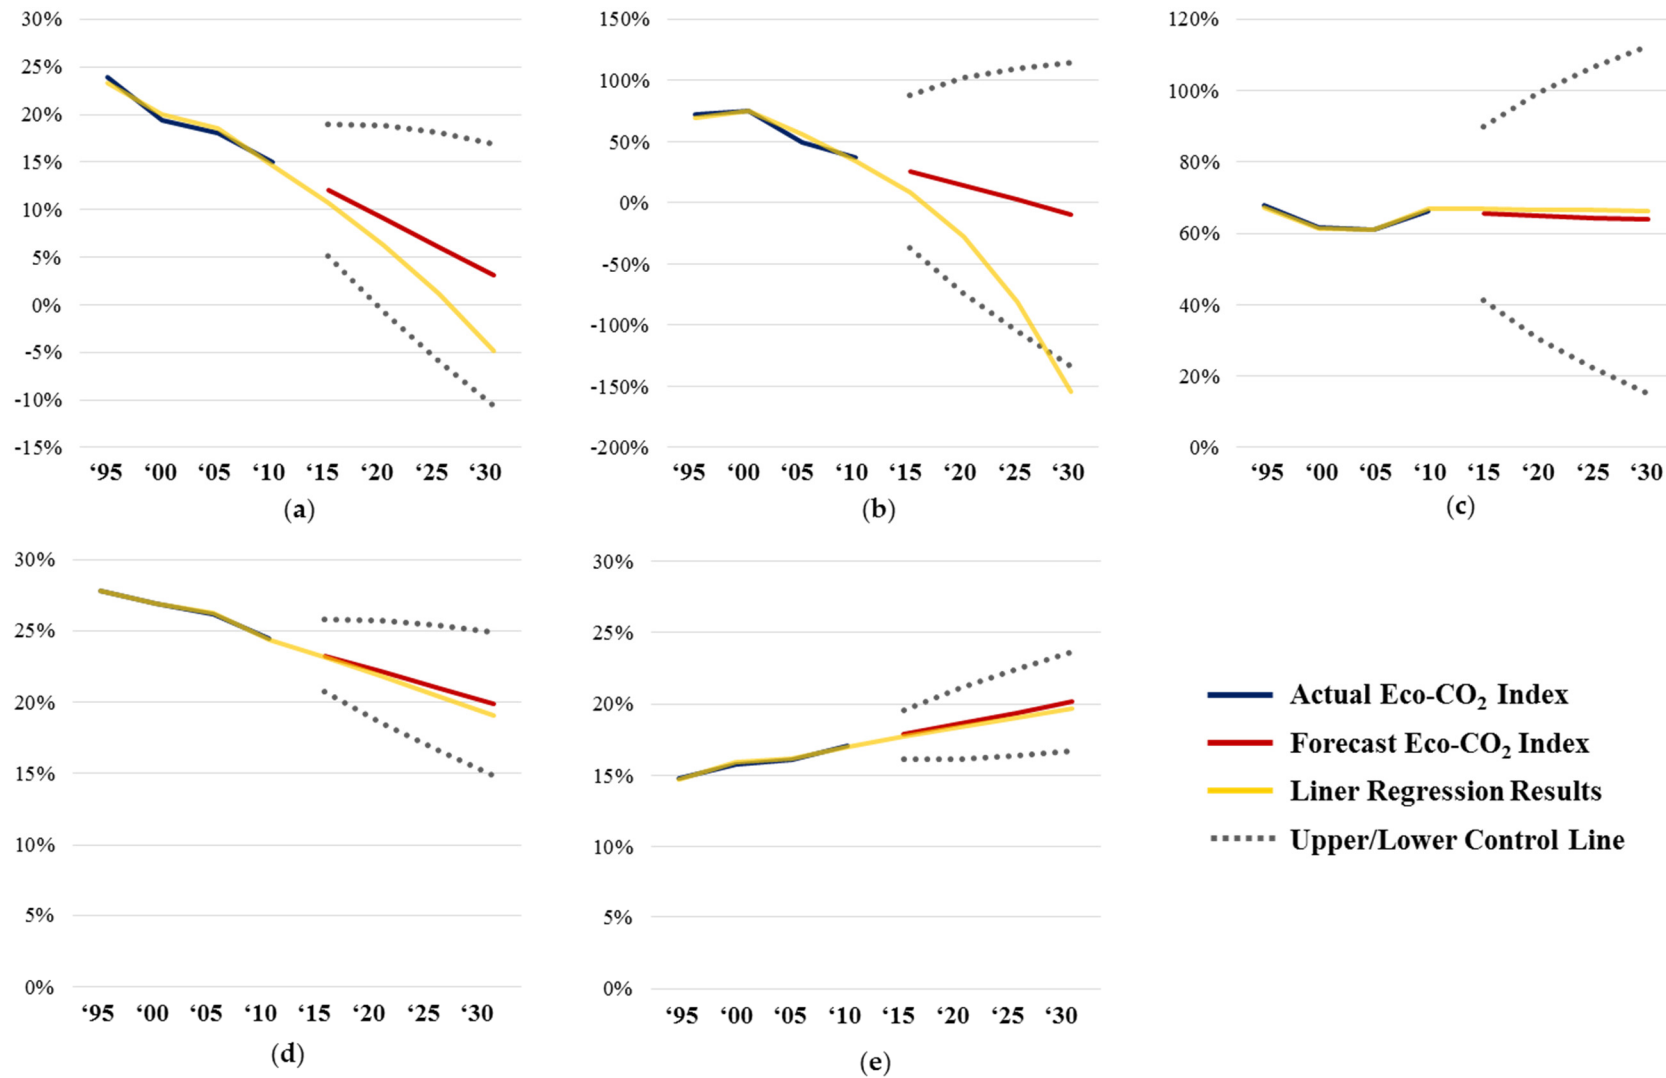 30%
25%
20%
15%
10%
5%
0%
-5%
-10%
-15%
‘95 ‘00 ‘05 ‘10 ‘15 ‘20 ‘25 ‘30
(a)
150%
100%
50%
0%
-50%
-100%
-150%
-200%
‘95 ‘00 ‘05 ‘10 ‘15 ‘20 ‘25 ‘30
(b)
120%
100%
80%
60%
40%
20%
0%
‘95 ‘00 ‘05 ‘10 ‘15 ‘20 ‘25 ‘30
(c)
30%
25%
20%
15%
10%
5%
0%
‘95 ‘00 ‘05 ‘10 ‘15 ‘20 ‘25 ‘30
(d)
30%
25%
20%
15%
10%
5%
0%
‘95 ‘00 ‘05 ‘10 ‘15 ‘20 ‘25 ‘30
(e)
Actual Eco-CO₂ Index
Forecast Eco-CO₂ Index
Liner Regression Results
Upper/Lower Control Line